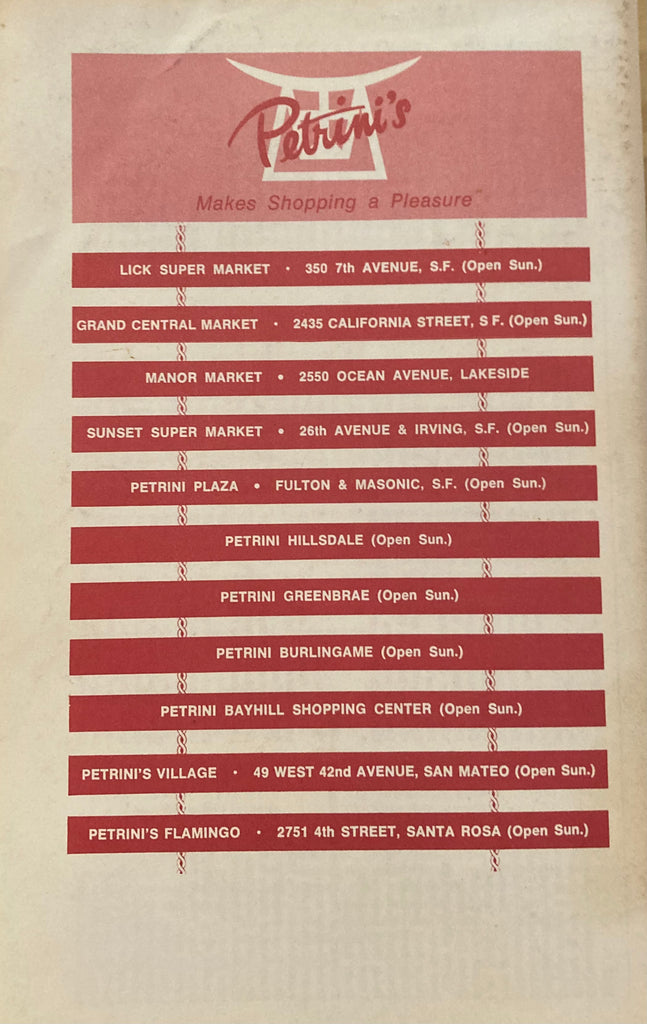 Petrini's
Makes Shopping a Pleasure™
LICK SUPER MARKET • 350 7th AVENUE, S.F. (Open Sun.)
GRAND CENTRAL MARKET • 2435 CALIFORNIA STREET, S F. (Open Sun.)
MANOR MARKET • 2550 OCEAN AVENUE, LAKESIDE
SUNSET SUPER MARKET • 26th AVENUE & IRVING, S.F. (Open Sun.)
PETRINI PLAZA • FULTON & MASONIC, S.F. (Open Sun.)
PETRINI HILLSDALE (Open Sun.)
PETRINI GREENBRAE (Open Sun.)
PETRINI BURLINGAME (Open Sun.)
PETRINI BAYHILL SHOPPING CENTER (Open Sun.)
PETRINI'S VILLAGE • 49 WEST 42nd AVENUE, SAN MATEO (Open Sun.)
PETRINI'S FLAMINGO • 2751 4th STREET, SANTA ROSA (Open Sun.)